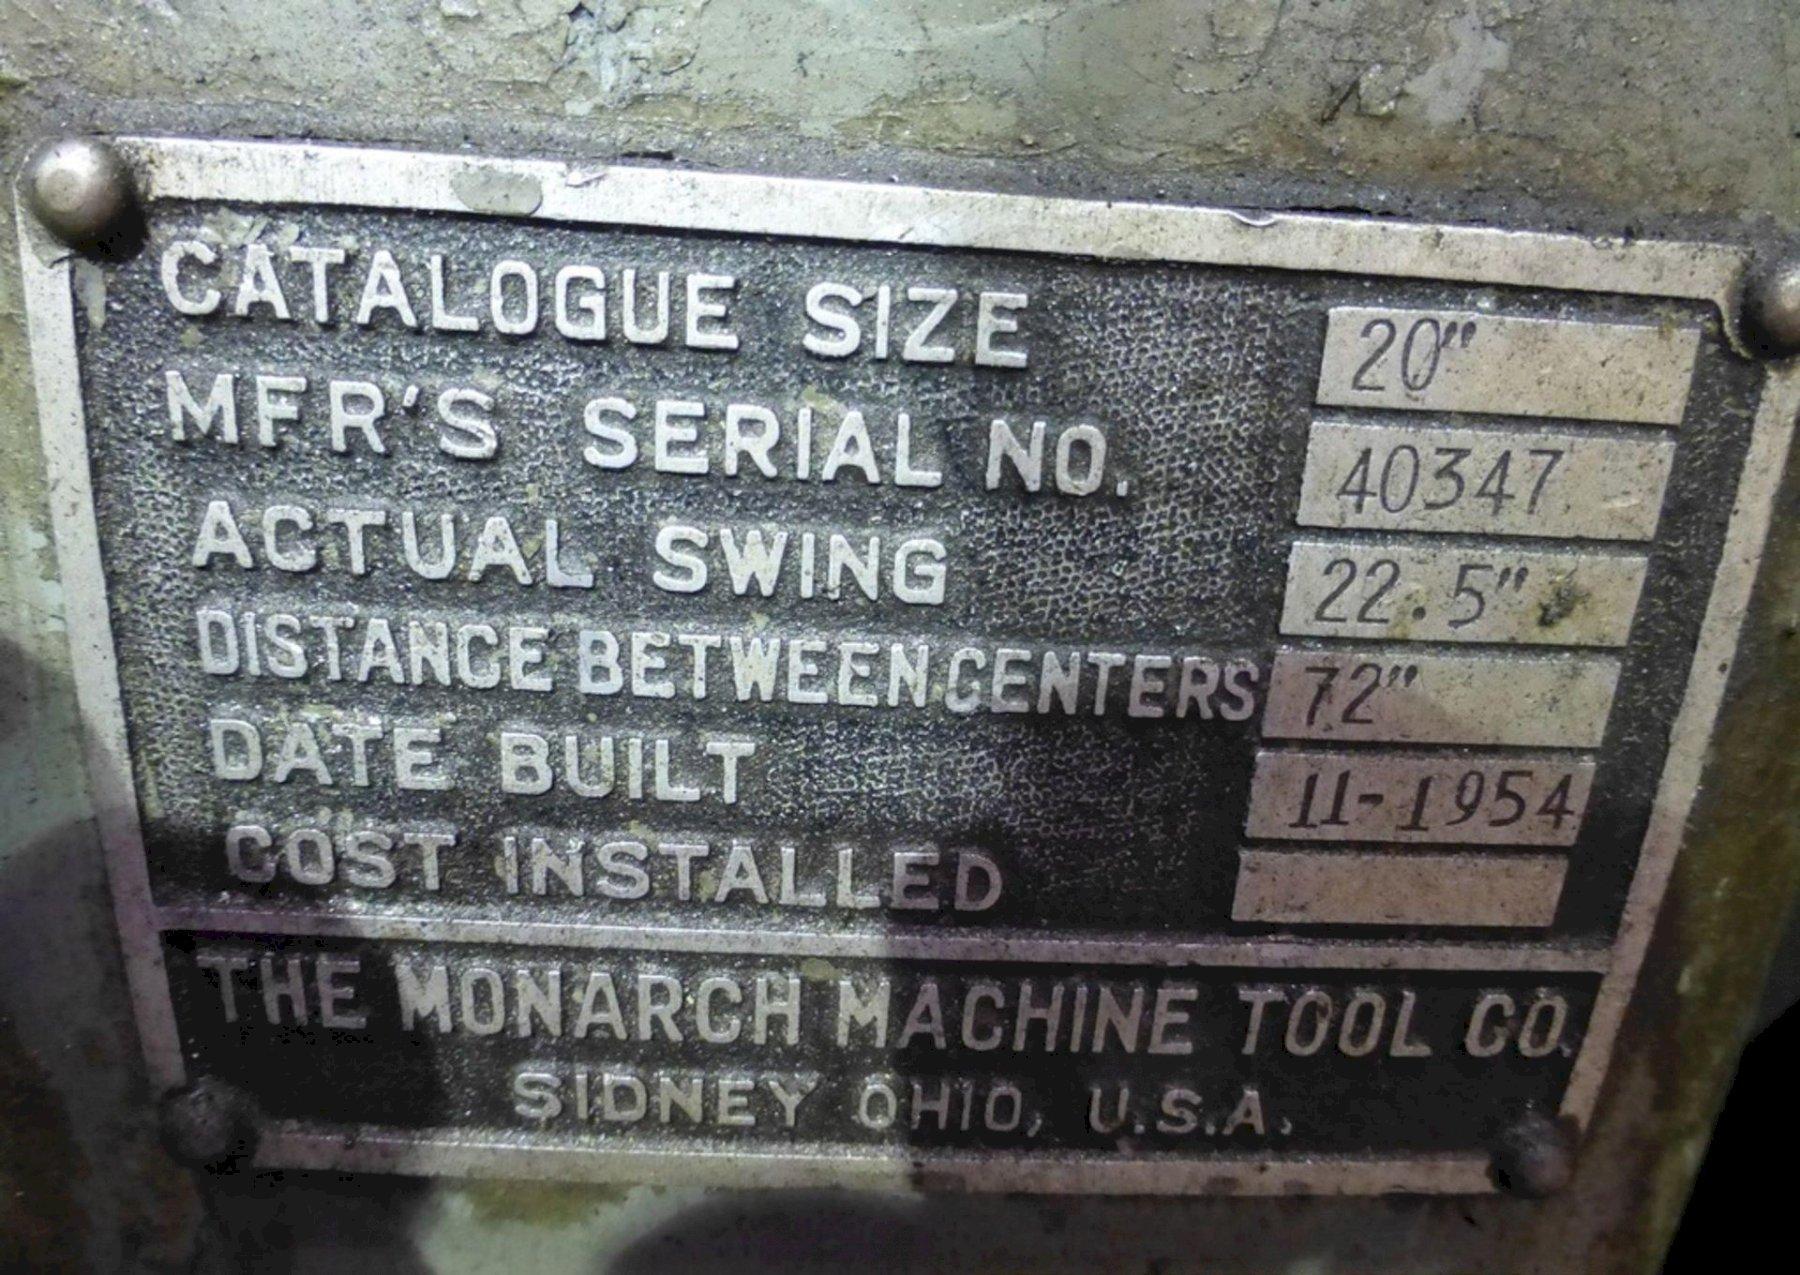 CATALOGUE SIZE 20"
MFR'S SERIAL NO. 40347
ACTUAL SWING 22.5"
DISTANCE BETWEEN CENTERS 72"
DATE BUILT 11-1954
COST INSTALLED
THE MONARCH MACHINE TOOL CO.
SIDNEY OHIO, U.S.A.